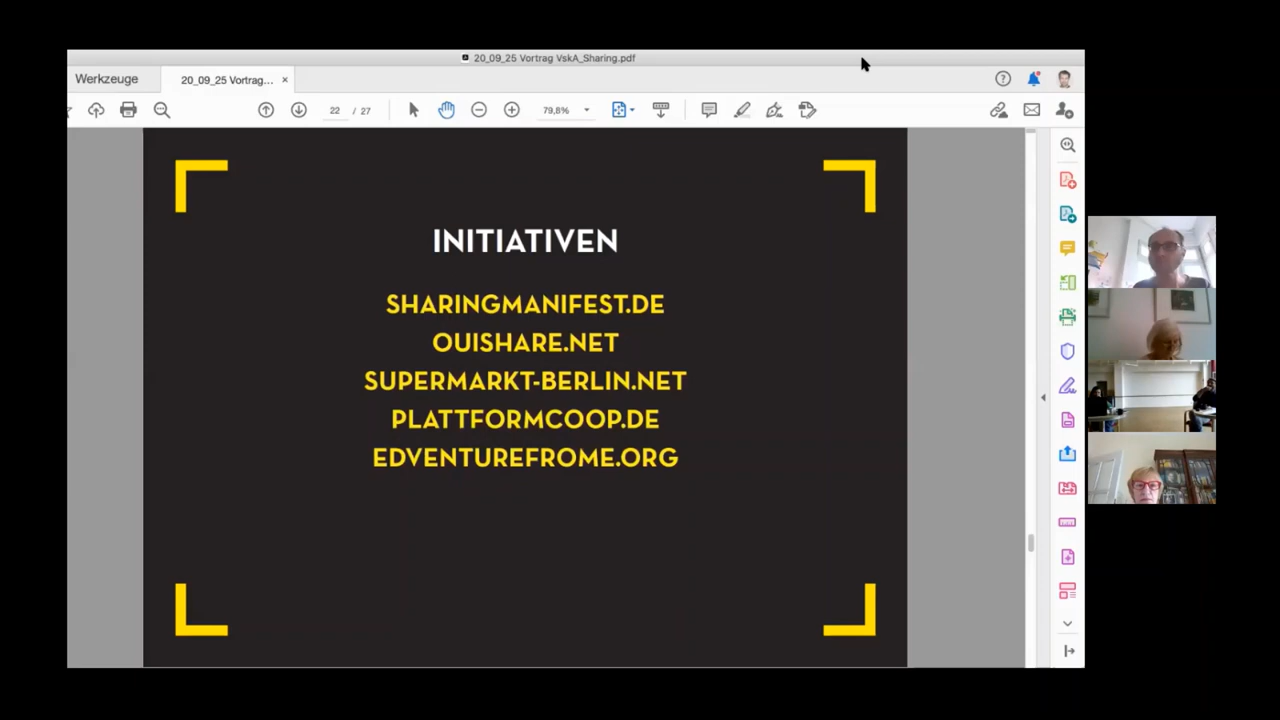 20_09_25 Vortrag VskA_Sharing.pdf
Werkzeuge
20_09_25 Vortrag... ×
22 / 27
79,8%
INITIATIVEN
SHARINGMANIFEST.DE
OUISHARE.NET
SUPERMARKT-BERLIN.NET
PLATTFORMCOOP.DE
EDVENTUREFROME.ORG